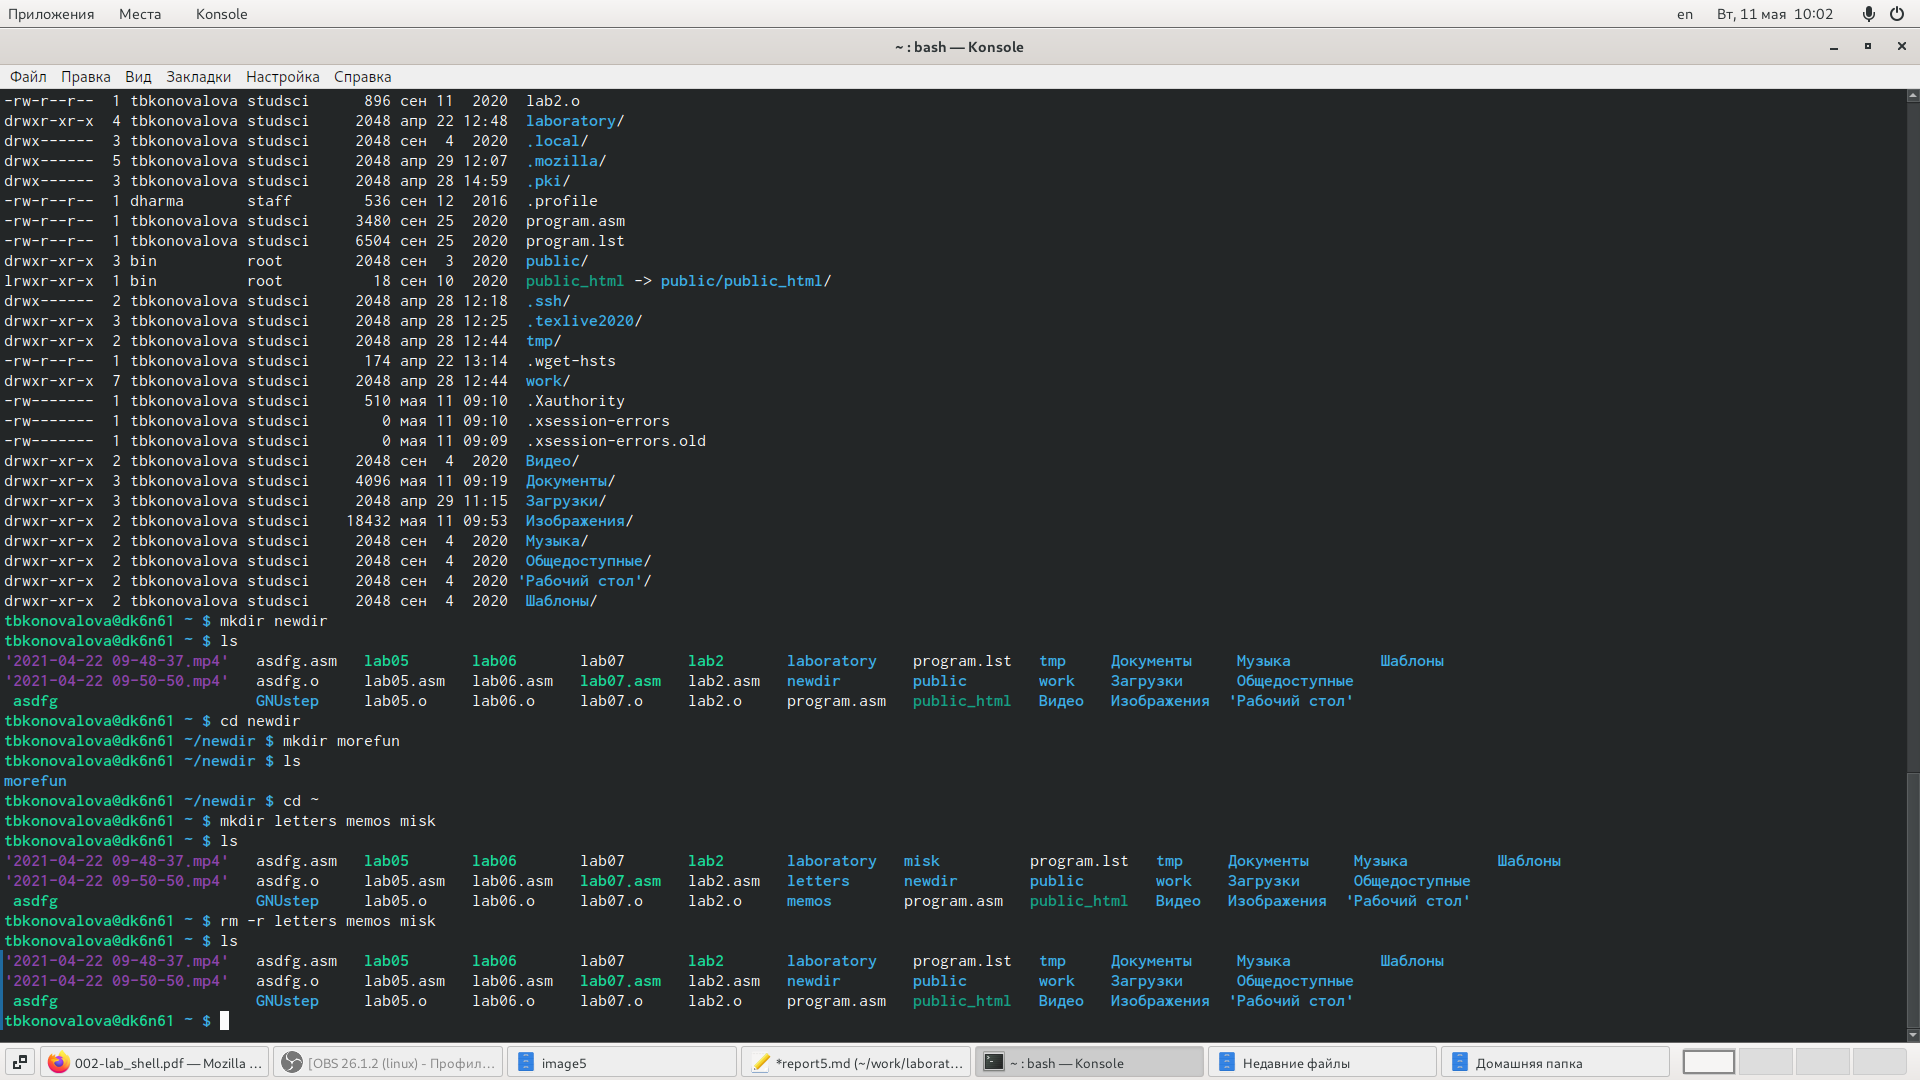 Приложения Места Konsole en Вт, 11 мая 10:02
~ : bash — Konsole
Файл Правка Вид Закладки Настройка Справка
-rw-r--r--  1 tbkonovalova studsci      896 сен 11  2020  lab2.o
drwxr-xr-x  4 tbkonovalova studsci     2048 апр 22 12:48  laboratory/
drwx------  3 tbkonovalova studsci     2048 сен  4  2020  .local/
drwx------  5 tbkonovalova studsci     2048 апр 29 12:07  .mozilla/
drwx------  3 tbkonovalova studsci     2048 апр 28 14:59  .pki/
-rw-r--r--  1 dharma       staff        536 сен 12  2016  .profile
-rw-r--r--  1 tbkonovalova studsci     3480 сен 25  2020  program.asm
-rw-r--r--  1 tbkonovalova studsci     6504 сен 25  2020  program.lst
drwxr-xr-x  3 bin          root        2048 сен  3  2020  public/
lrwxr-xr-x  1 bin          root          18 сен 10  2020  public_html -> public/public_html/
drwx------  2 tbkonovalova studsci     2048 апр 28 12:18  .ssh/
drwxr-xr-x  3 tbkonovalova studsci     2048 апр 28 12:25  .texlive2020/
drwxr-xr-x  2 tbkonovalova studsci     2048 апр 28 12:44  tmp/
-rw-r--r--  1 tbkonovalova studsci      174 апр 22 13:14  .wget-hsts
drwxr-xr-x  7 tbkonovalova studsci     2048 апр 28 12:44  work/
-rw-------  1 tbkonovalova studsci      510 мая 11 09:10  .Xauthority
-rw-------  1 tbkonovalova studsci        0 мая 11 09:10  .xsession-errors
-rw-------  1 tbkonovalova studsci        0 мая 11 09:09  .xsession-errors.old
drwxr-xr-x  2 tbkonovalova studsci     2048 сен  4  2020  Видео/
drwxr-xr-x  3 tbkonovalova studsci     4096 мая 11 09:19  Документы/
drwxr-xr-x  3 tbkonovalova studsci     2048 апр 29 11:15  Загрузки/
drwxr-xr-x  2 tbkonovalova studsci    18432 мая 11 09:53  Изображения/
drwxr-xr-x  2 tbkonovalova studsci     2048 сен  4  2020  Музыка/
drwxr-xr-x  2 tbkonovalova studsci     2048 сен  4  2020  Общедоступные/
drwxr-xr-x  2 tbkonovalova studsci     2048 сен  4  2020 'Рабочий стол'/
drwxr-xr-x  2 tbkonovalova studsci     2048 сен  4  2020  Шаблоны/
tbkonovalova@dk6n61 ~ $ mkdir newdir
tbkonovalova@dk6n61 ~ $ ls
'2021-04-22 09-48-37.mp4'   asdfg.asm   lab05       lab06       lab07       lab2       laboratory    program.lst   tmp     Документы     Музыка          Шаблоны
'2021-04-22 09-50-50.mp4'   asdfg.o     lab05.asm   lab06.asm   lab07.asm   lab2.asm   newdir        public        work    Загрузки      Общедоступные
 asdfg                      GNUstep     lab05.o     lab06.o     lab07.o     lab2.o     program.asm   public_html   Видео   Изображения  'Рабочий стол'
tbkonovalova@dk6n61 ~ $ cd newdir
tbkonovalova@dk6n61 ~/newdir $ mkdir morefun
tbkonovalova@dk6n61 ~/newdir $ ls
morefun
tbkonovalova@dk6n61 ~/newdir $ cd ~
tbkonovalova@dk6n61 ~ $ mkdir letters memos misk
tbkonovalova@dk6n61 ~ $ ls
'2021-04-22 09-48-37.mp4'   asdfg.asm   lab05       lab06       lab07       lab2       laboratory   misk          program.lst   tmp     Документы     Музыка          Шаблоны
'2021-04-22 09-50-50.mp4'   asdfg.o     lab05.asm   lab06.asm   lab07.asm   lab2.asm   letters      newdir        public        work    Загрузки      Общедоступные
 asdfg                      GNUstep     lab05.o     lab06.o     lab07.o     lab2.o     memos        program.asm   public_html   Видео   Изображения  'Рабочий стол'
tbkonovalova@dk6n61 ~ $ rm -r letters memos misk
tbkonovalova@dk6n61 ~ $ ls
'2021-04-22 09-48-37.mp4'   asdfg.asm   lab05       lab06       lab07       lab2       laboratory    program.lst   tmp     Документы     Музыка          Шаблоны
'2021-04-22 09-50-50.mp4'   asdfg.o     lab05.asm   lab06.asm   lab07.asm   lab2.asm   newdir        public        work    Загрузки      Общедоступные
 asdfg                      GNUstep     lab05.o     lab06.o     lab07.o     lab2.o     program.asm   public_html   Видео   Изображения  'Рабочий стол'
tbkonovalova@dk6n61 ~ $
002-lab_shell.pdf — Mozilla ... [OBS 26.1.2 (linux) - Профил... image5 *report5.md (~/work/laborat... ~ : bash — Konsole Недавние файлы Домашняя папка